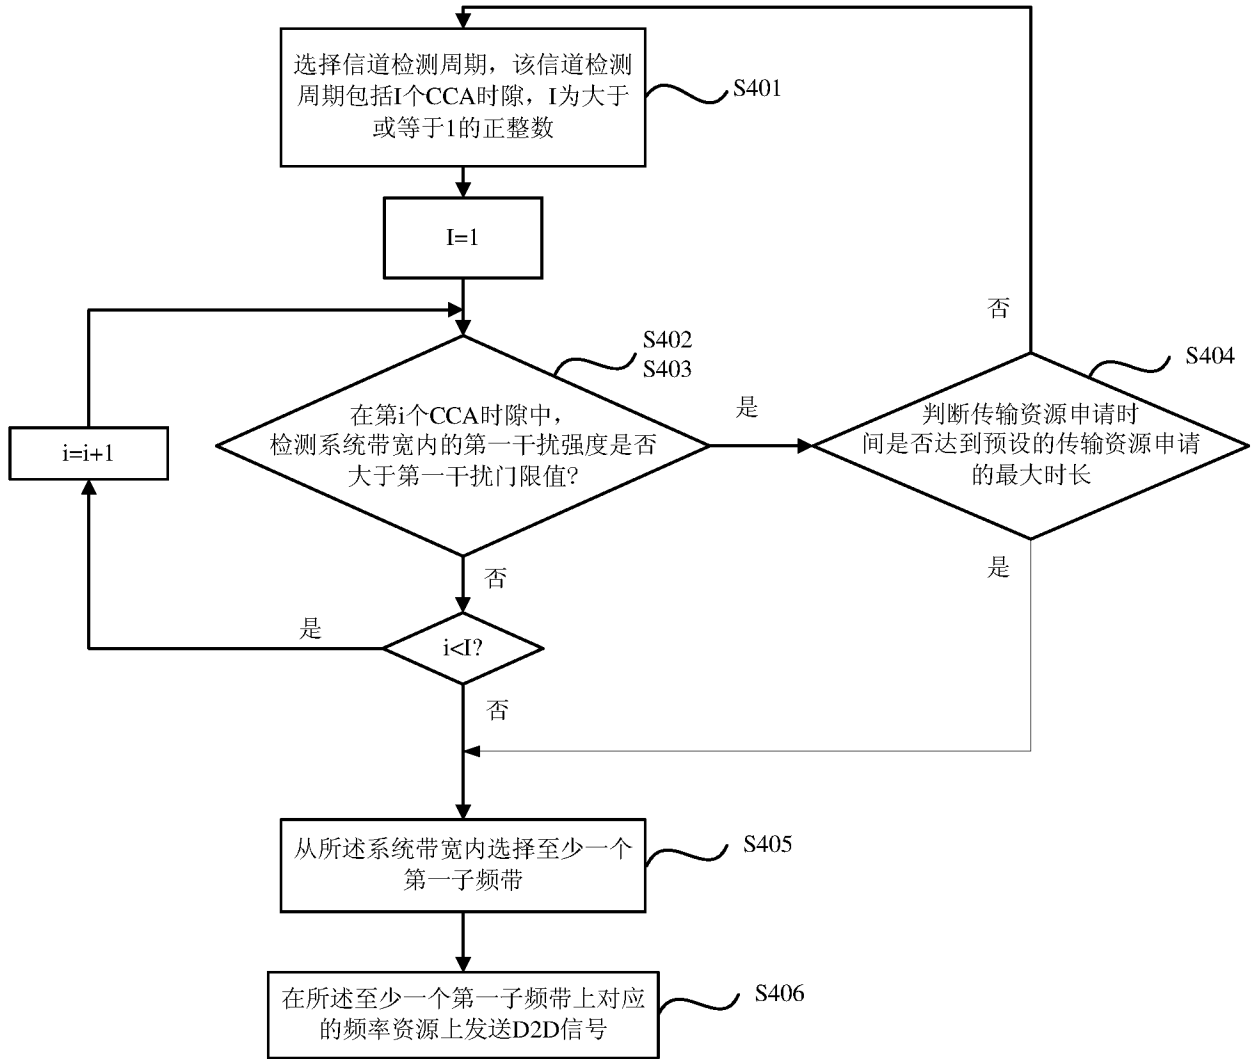 选择信道检测周期，该信道检测
周期包括I个CCA时隙，I为大于
或等于1的正整数
S401
I=1
否
S402
S403
S404
在第i个CCA时隙中，
检测系统带宽内的第一干扰强度是否
大于第一干扰门限值？
是
判断传输资源申请时
间是否达到预设的传输资源申请
的最大时长
i=i+1
否
是
是
i<I?
否
从所述系统带宽内选择至少一个
第一子频带
S405
在所述至少一个第一子频带上对应
的频率资源上发送D2D信号
S406